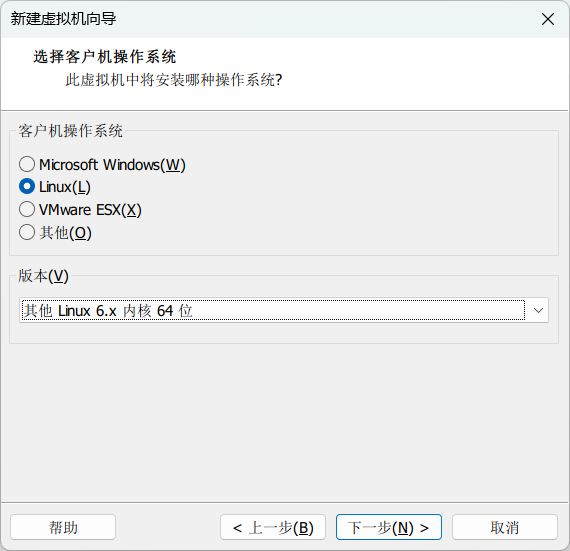 新建虚拟机向导
选择客户机操作系统
此虚拟机中将安装哪种操作系统?
客户机操作系统
Microsoft Windows(W)
Linux(L)
VMware ESX(X)
其他(O)
版本(V)
其他 Linux 6.x 内核 64 位
帮助
< 上一步(B)
下一步(N) >
取消